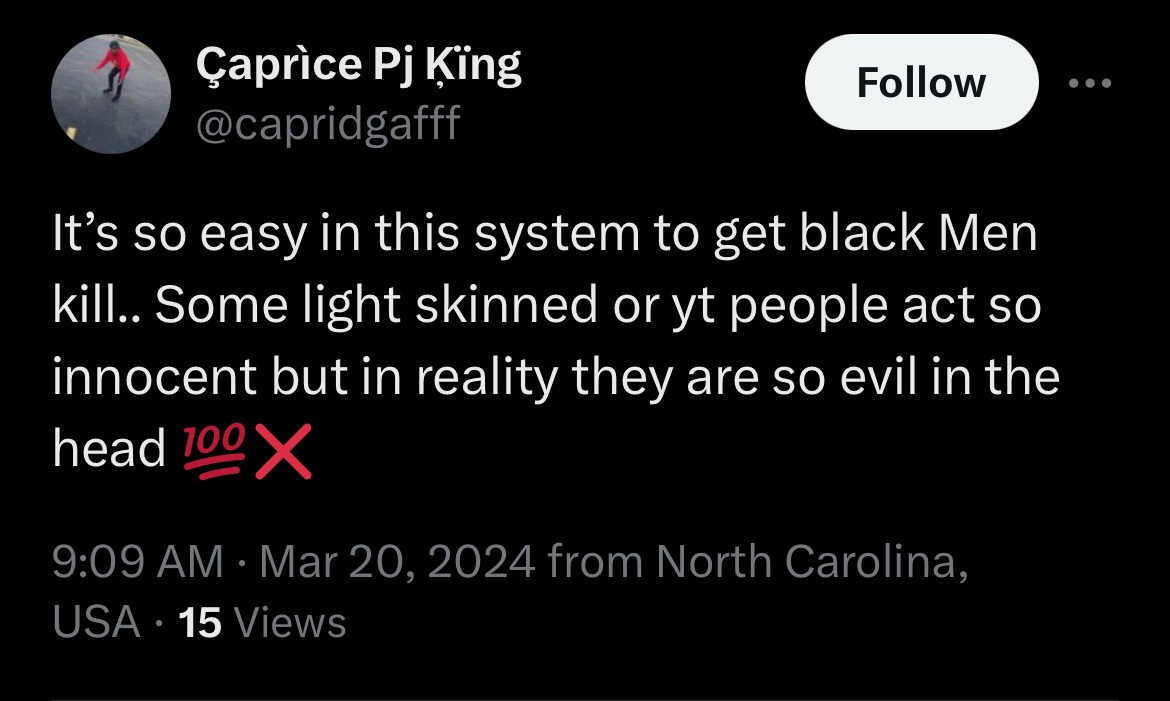 Çaprìce Pj Ķïng
@capridgafff
Follow
It’s so easy in this system to get black Men
kill.. Some light skinned or yt people act so
innocent but in reality they are so evil in the
head 💯❌
9:09 AM · Mar 20, 2024 from North Carolina,
USA · 15 Views